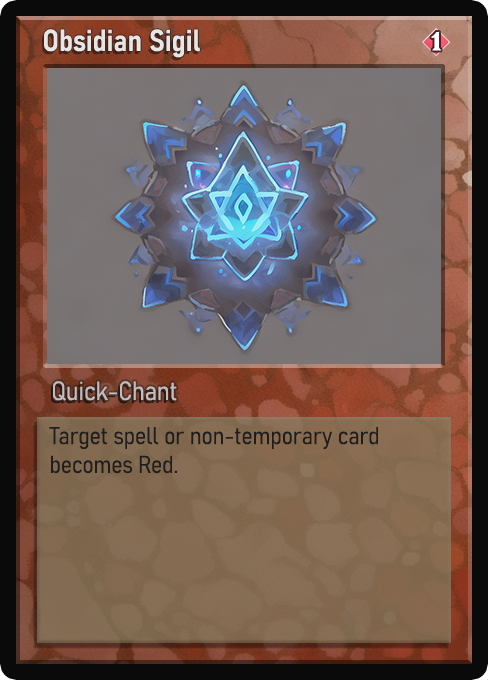 Obsidian Sigil 1
Quick-Chant
Target spell or non-temporary card
becomes Red.